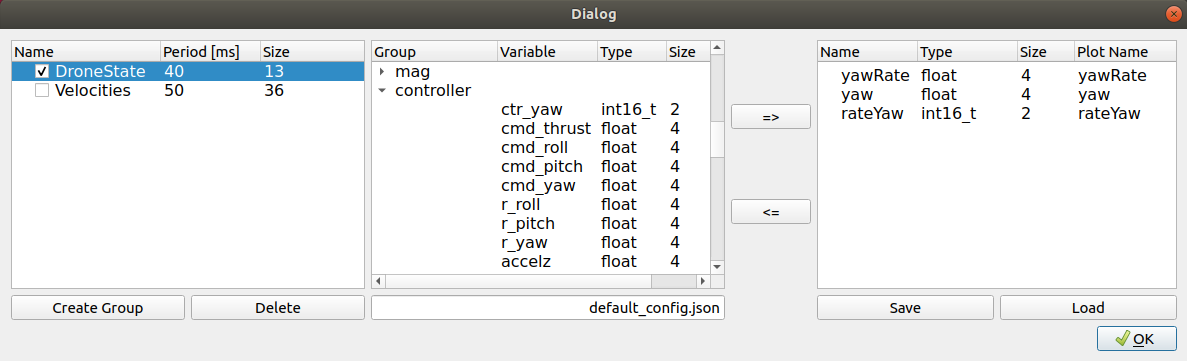 Dialog
Name Period [ms] Size
DroneState 40 13
Velocities 50 36
Group Variable Type Size
mag
controller
ctr_yaw int16_t 2
cmd_thrust float 4
cmd_roll float 4
cmd_pitch float 4
cmd_yaw float 4
r_roll float 4
r_pitch float 4
r_yaw float 4
accelz float 4
=>
<=
Name Type Size Plot Name
yawRate float 4 yawRate
yaw float 4 yaw
rateYaw int16_t 2 rateYaw
Create Group Delete default_config.json Save Load
OK